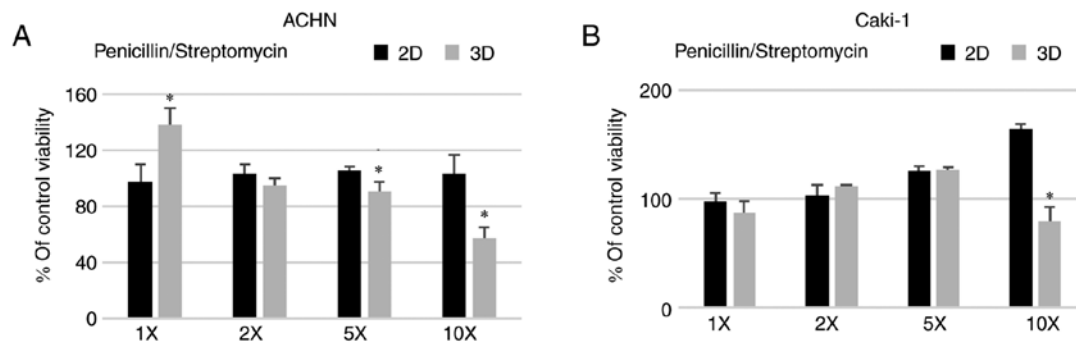 A
ACHN
Penicillin/Streptomycin 2D 3D
% Of control viability
160
120
80
40
0
*
*
*
1X 2X 5X 10X
B
Caki-1
Penicillin/Streptomycin 2D 3D
% Of control viability
200
100
0
*
1X 2X 5X 10X